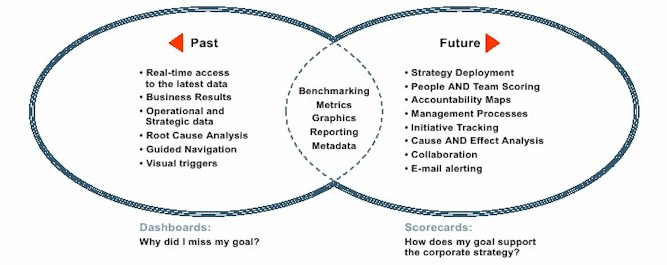 Past
• Real-time access
to the latest data
• Business Results
• Operational and
Strategic data
• Root Cause Analysis
• Guided Navigation
• Visual triggers
Benchmarking
Metrics
Graphics
Reporting
Metadata
Future
• Strategy Deployment
• People AND Team Scoring
• Accountability Maps
• Management Processes
• Initiative Tracking
• Cause AND Effect Analysis
• Collaboration
• E-mail alerting
Dashboards:
Why did I miss my goal?
Scorecards:
How does my goal support
the corporate strategy?